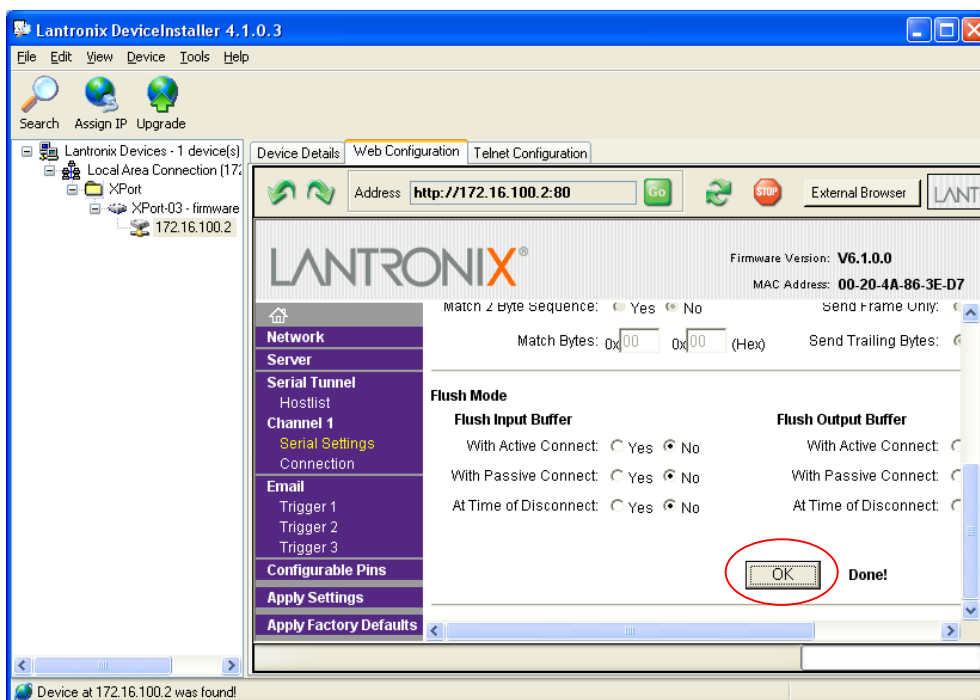 Lantronix DeviceInstaller 4.1.0.3
File Edit View Device Tools Help
Search Assign IP Upgrade
Lantronix Devices - 1 device(s)
Local Area Connection (172
XPort
XPort-03 - firmware
172.16.100.2
Device Details Web Configuration Telnet Configuration
Address http://172.16.100.2:80 Go STOP External Browser LANT
LANTRONIX®
Firmware Version: V6.1.0.0
MAC Address: 00-20-4A-86-3E-D7
Network
Server
Serial Tunnel
Hostlist
Channel 1
Serial Settings
Connection
Email
Trigger 1
Trigger 2
Trigger 3
Configurable Pins
Apply Settings
Apply Factory Defaults
Match 2 Byte Sequence: Yes No Send Frame Only:
Match Bytes: 0x 00 0x 00 (Hex) Send Trailing Bytes:
Flush Mode
Flush Input Buffer Flush Output Buffer
With Active Connect: Yes No With Active Connect:
With Passive Connect: Yes No With Passive Connect:
At Time of Disconnect: Yes No At Time of Disconnect:
OK Done!
Device at 172.16.100.2 was found!